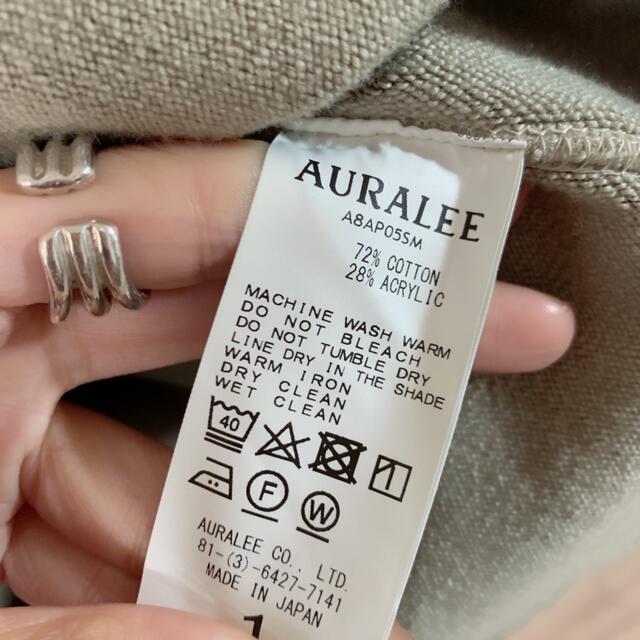 AURALEE
A8AP05SM
72% COTTON
28% ACRYLIC
MACHINE WASH WARM
DO NOT BLEACH
DO NOT TUMBLE DRY
LINE DRY IN THE SHADE
WARM IRON
DRY CLEAN
WET CLEAN
40
F W
AURALEE CO., LTD.
81-(3)-6427-7141
MADE IN JAPAN
1